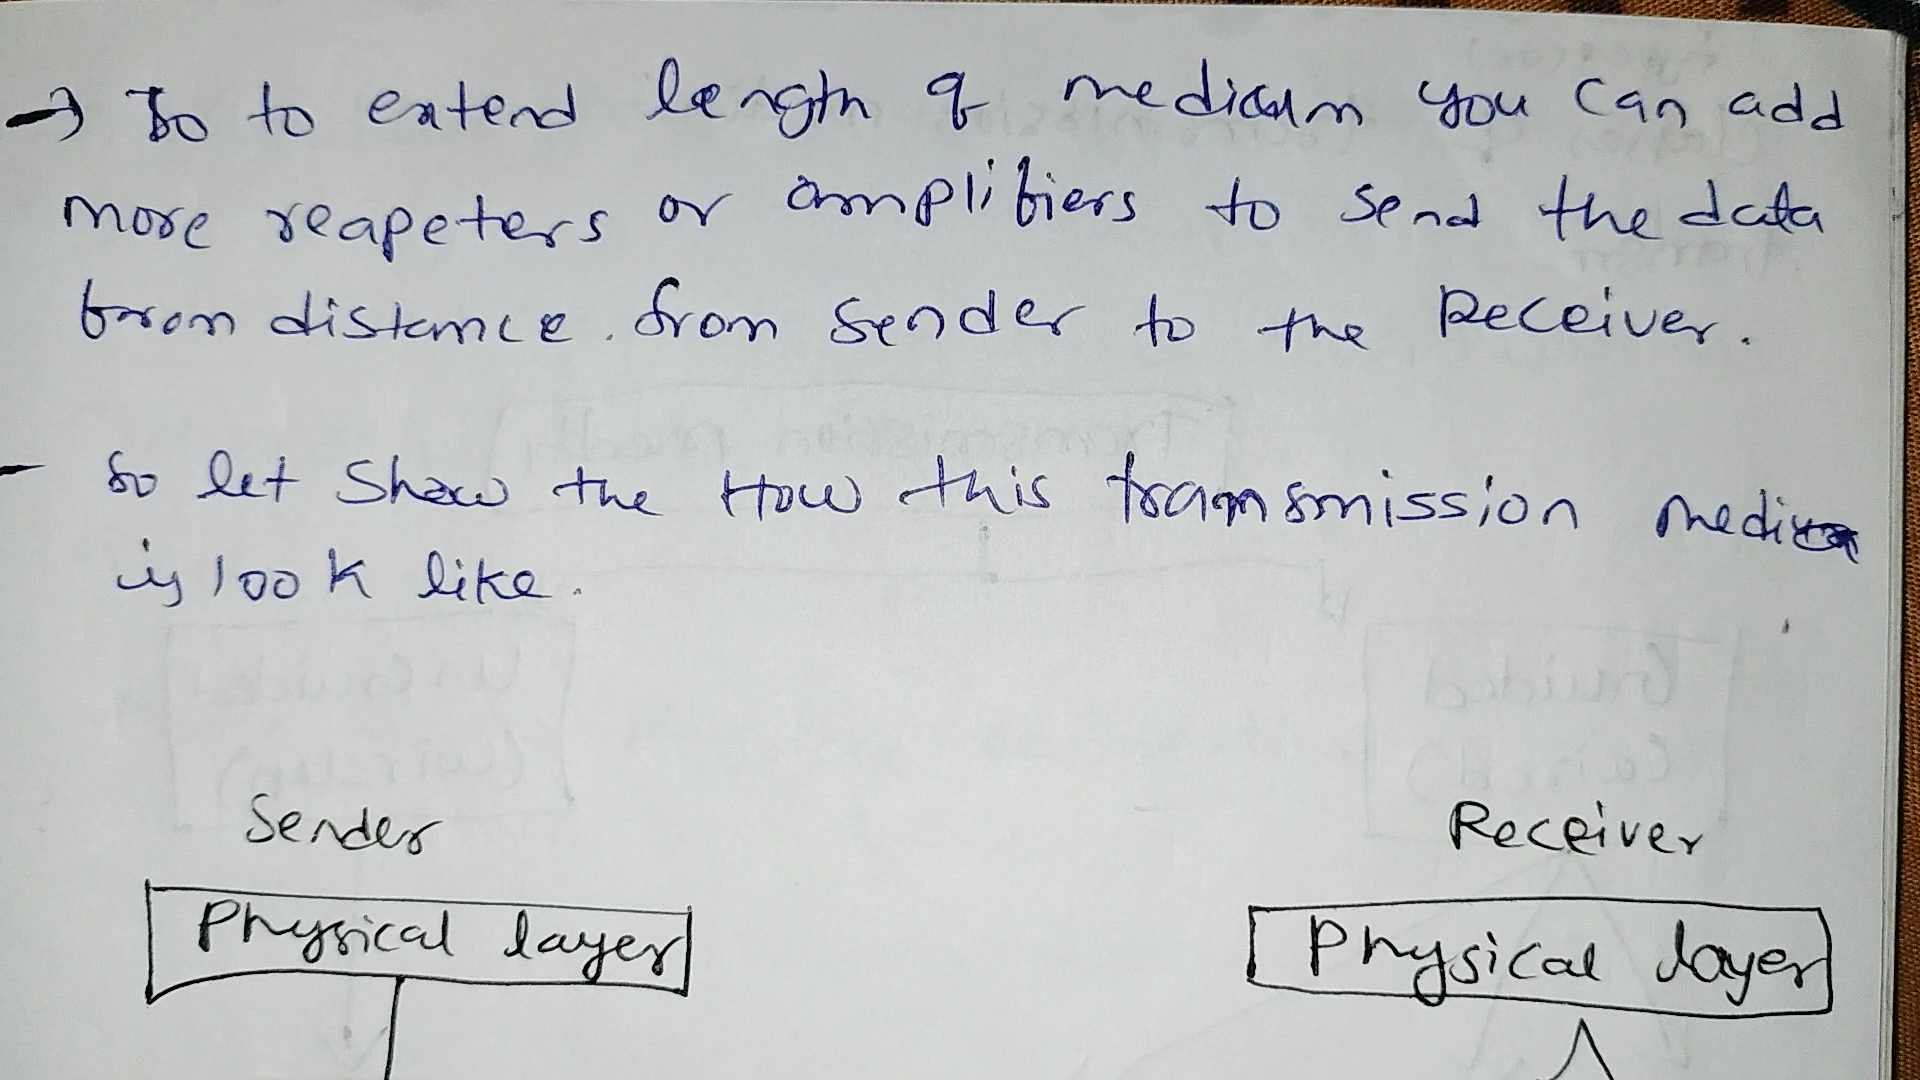 → So to extend length of medium you can add
more reapeters or amplifiers to send the data
from distance. from sender to the Receiver.
- So let Show the How this transmission media
is look like.
Sender Receiver
Physical layer Physical layer